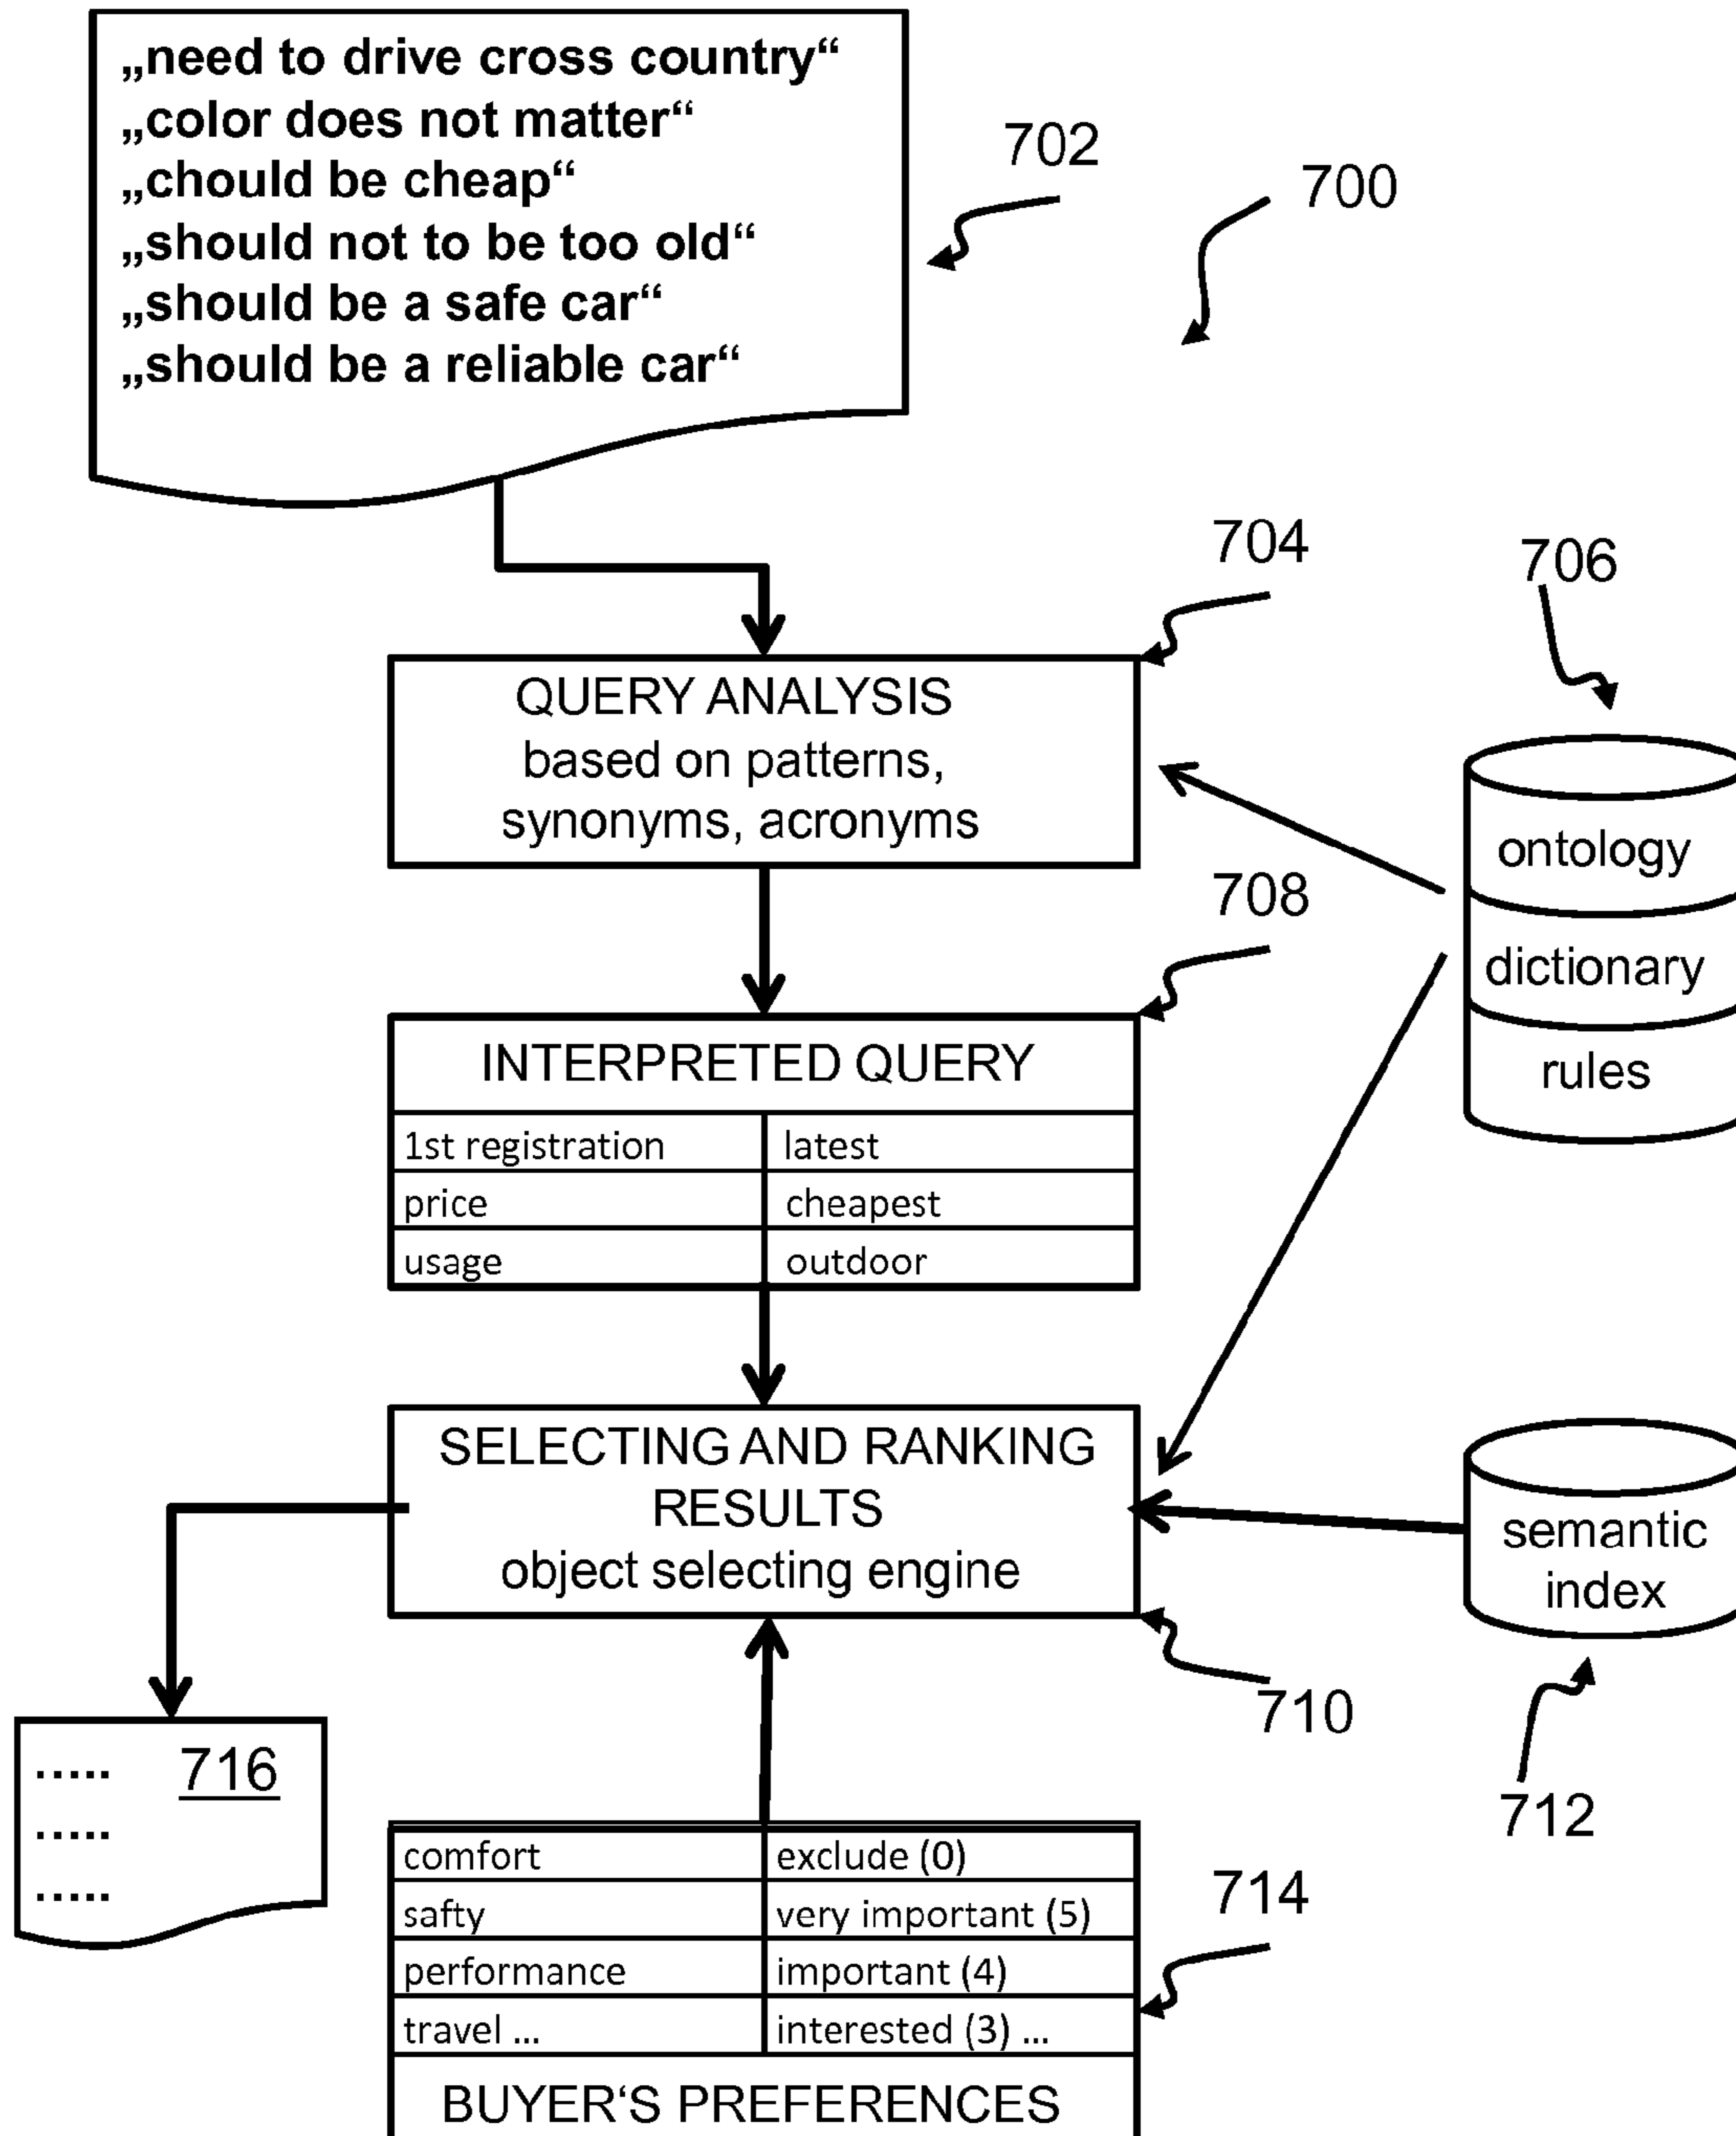 „need to drive cross country“
„color does not matter“
„chould be cheap“
„should not to be too old“
„should be a safe car“
„should be a reliable car“
702
700
704
706
QUERY ANALYSIS
based on patterns,
synonyms, acronyms
ontology
dictionary
rules
708
INTERPRETED QUERY
1st registration latest
price cheapest
usage outdoor
SELECTING AND RANKING
RESULTS
object selecting engine
semantic
index
710
712
..... 716
.....
.....
comfort exclude (0)
safty very important (5)
performance important (4)
travel ... interested (3) ...
714
BUYER‘S PREFERENCES